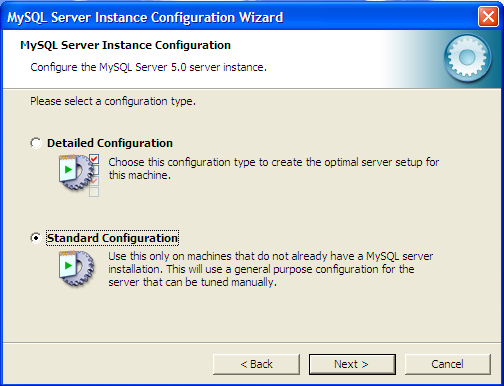 MySQL Server Instance Configuration Wizard
MySQL Server Instance Configuration
Configure the MySQL Server 5.0 server instance.
Please select a configuration type.
Detailed Configuration
Choose this configuration type to create the optimal server setup for
this machine.
Standard Configuration
Use this only on machines that do not already have a MySQL server
installation. This will use a general purpose configuration for the
server that can be tuned manually.
< Back
Next >
Cancel